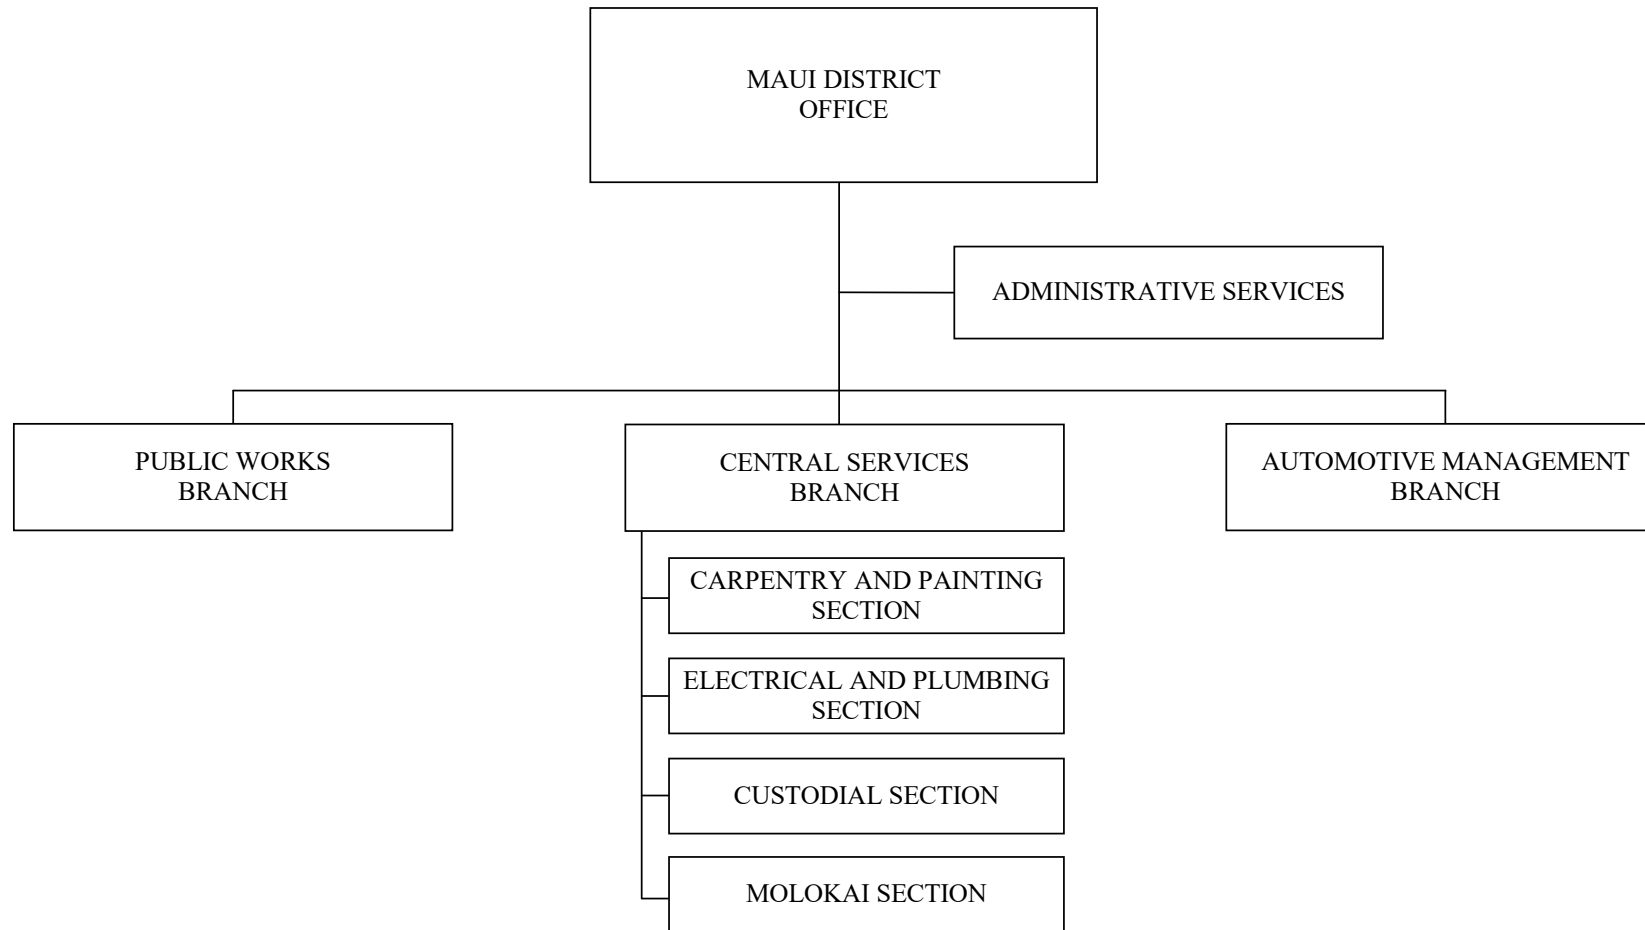 MAUI DISTRICT
OFFICE
ADMINISTRATIVE SERVICES
PUBLIC WORKS
BRANCH
CENTRAL SERVICES
BRANCH
AUTOMOTIVE MANAGEMENT
BRANCH
CARPENTRY AND PAINTING
SECTION
ELECTRICAL AND PLUMBING
SECTION
CUSTODIAL SECTION
MOLOKAI SECTION